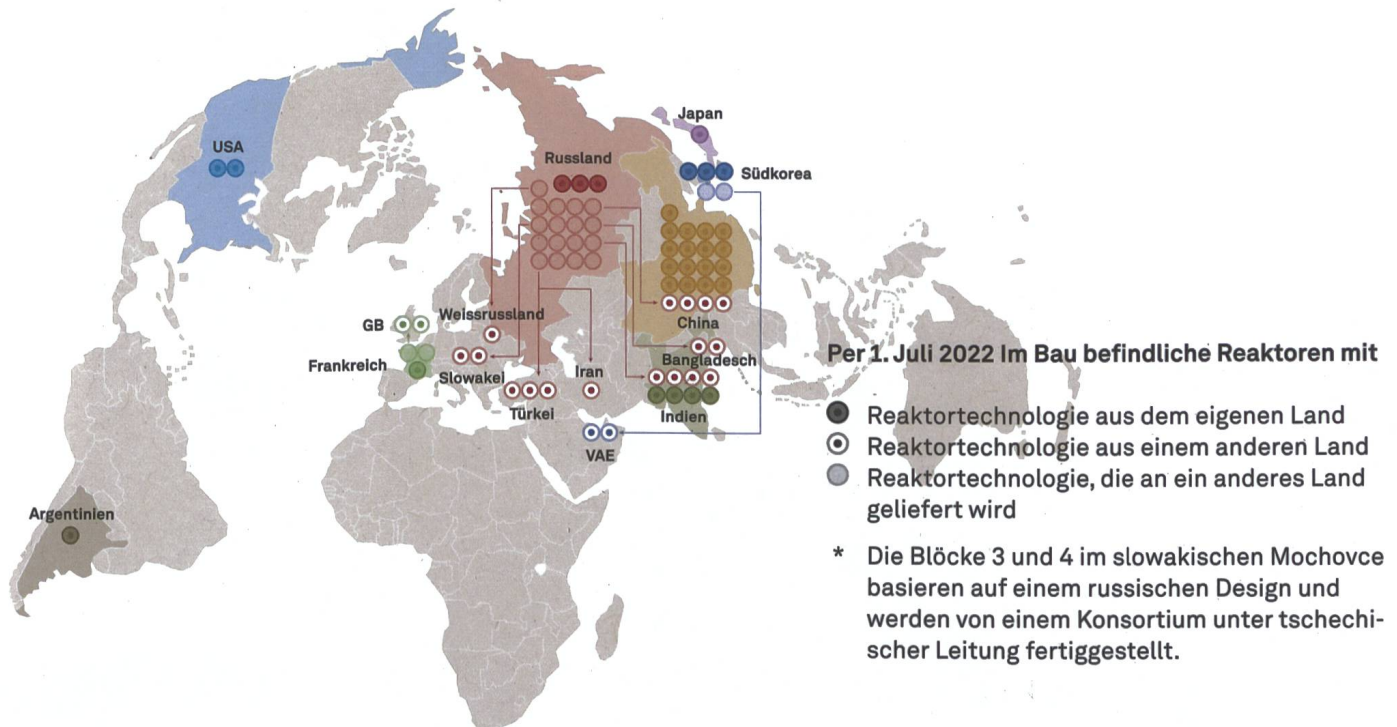 Japan
USA
Russland
Südkorea
Weissrussland
GB
China
Frankreich
Slowakei
Iran
Bangladesch
Türkei
Indien
VAE
Argentinien
Per 1. Juli 2022 Im Bau befindliche Reaktoren mit
Reaktortechnologie aus dem eigenen Land
Reaktortechnologie aus einem anderen Land
Reaktortechnologie, die an ein anderes Land
geliefert wird
* Die Blöcke 3 und 4 im slowakischen Mochovce
basieren auf einem russischen Design und
werden von einem Konsortium unter tschechi-
scher Leitung fertiggestellt.